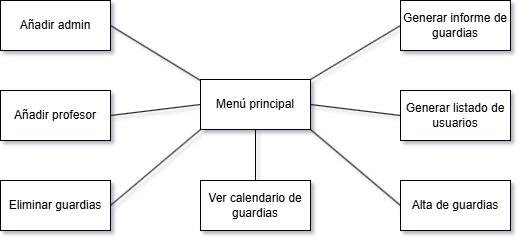 Añadir admin
Generar informe de
guardias
Añadir profesor
Menú principal
Generar listado de
usuarios
Eliminar guardias
Ver calendario de
guardias
Alta de guardias